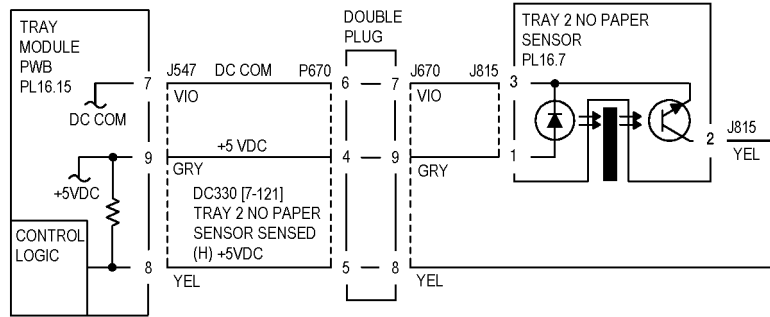 TRAY
MODULE
PWB
PL16.15
DC COM
+5VDC
CONTROL
LOGIC
7
9
8
J547 DC COM P670
VIO
+5 VDC
GRY
DC330 [7-121]
TRAY 2 NO PAPER
SENSOR SENSED
(H) +5VDC
YEL
DOUBLE
PLUG
6 7
4 9
5 8
J670 J815
VIO
GRY
YEL
TRAY 2 NO PAPER
SENSOR
PL16.7
3
1
2
J815
YEL